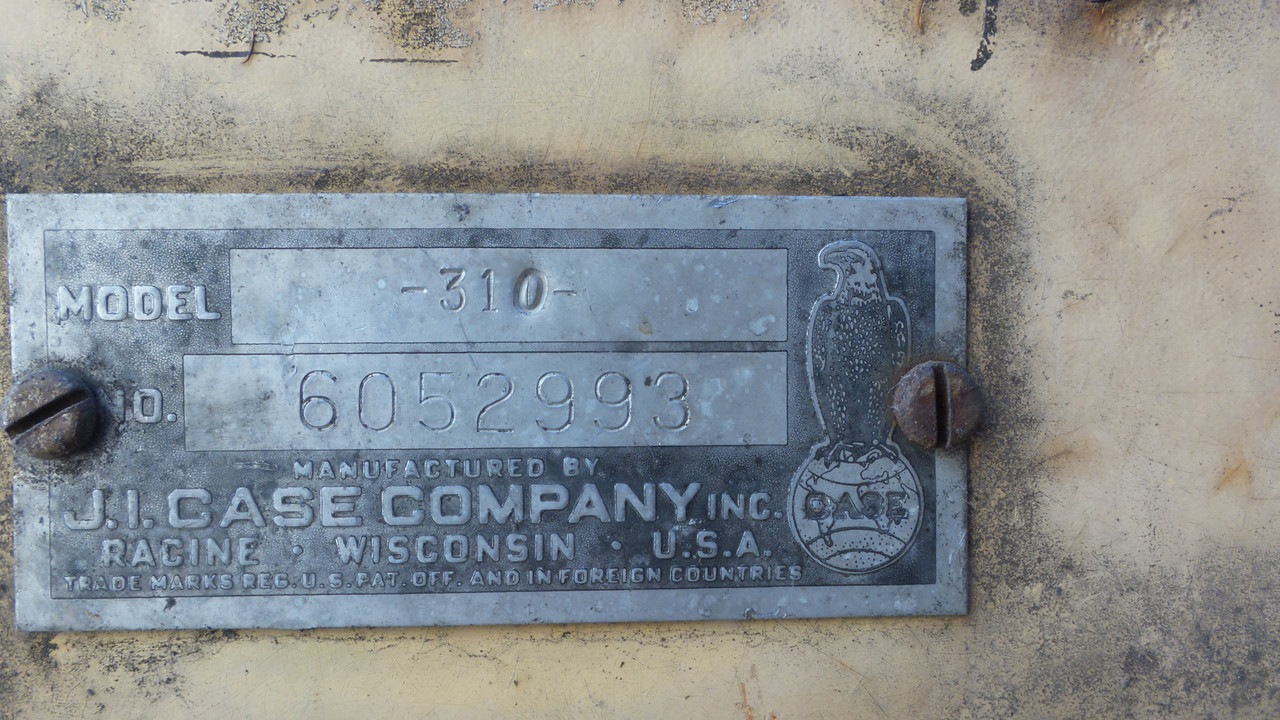 MODEL -310-
NO. 6052993
MANUFACTURED BY
J.I. CASE COMPANY INC.
RACINE · WISCONSIN · U.S.A.
TRADE MARKS REG. U.S. PAT. OFF. AND IN FOREIGN COUNTRIES
CASE